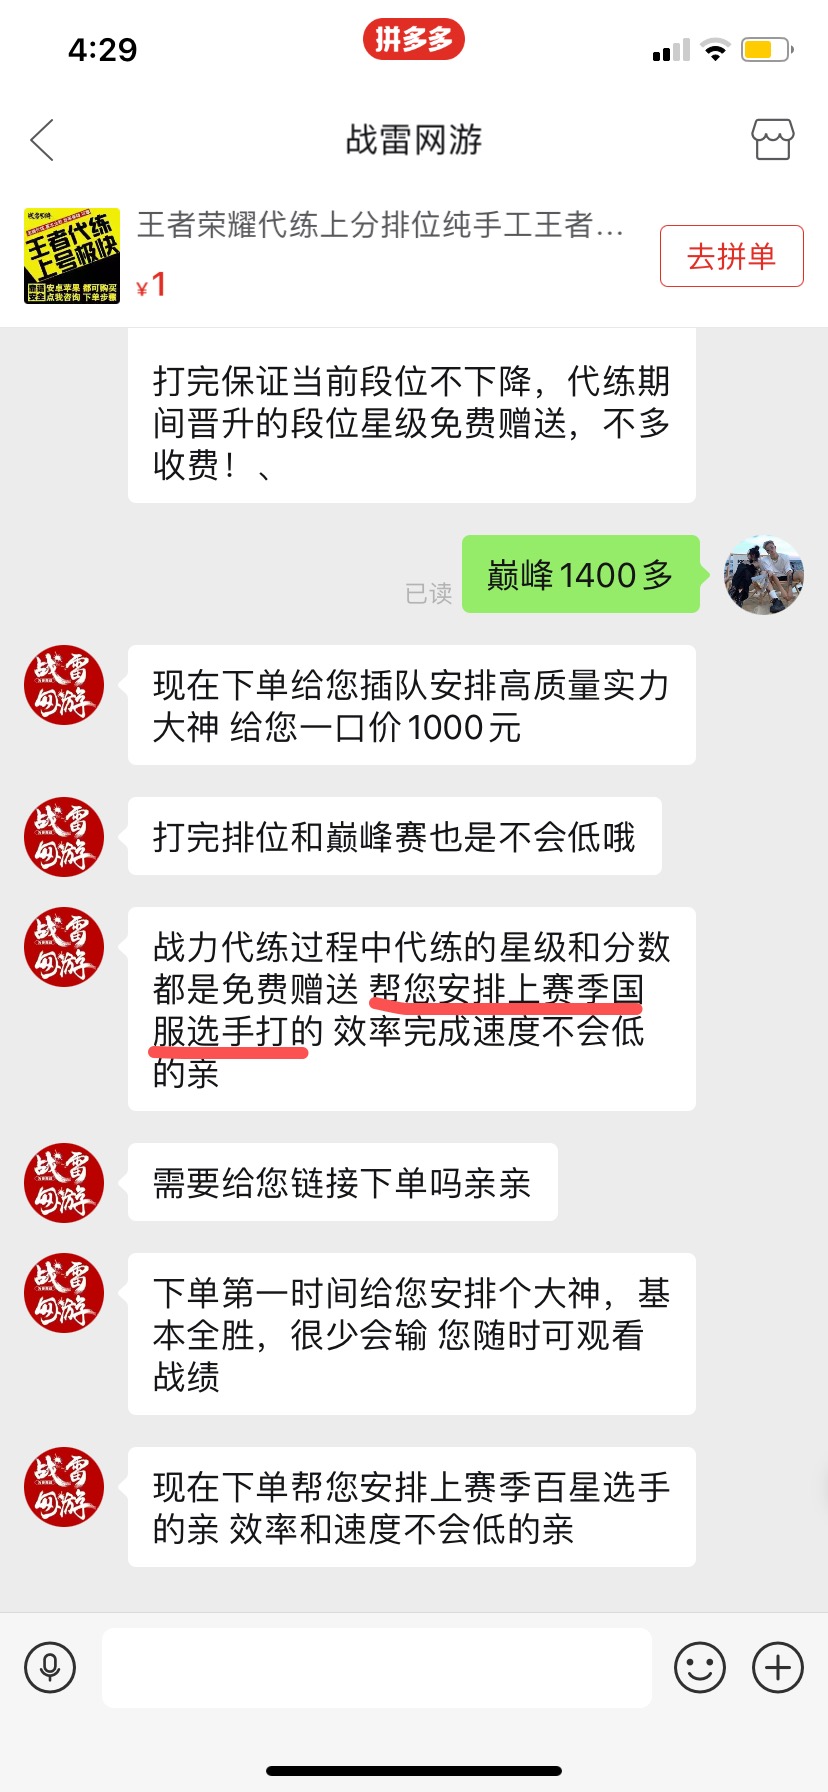 4:29
拼多多
战雷网游
王者荣耀代练上分排位纯手工王者...
¥1
去拼单
王者代练
上号极快
安卓苹果 都可购买
点我咨询 下单步骤
打完保证当前段位不下降，代练期
间晋升的段位星级免费赠送，不多
收费！、
已读
巅峰1400多
战雷网游
现在下单给您插队安排高质量实力
大神 给您一口价1000元
战雷网游
打完排位和巅峰赛也是不会低哦
战雷网游
战力代练过程中代练的星级和分数
都是免费赠送 帮您安排上赛季国
服选手打的 效率完成速度不会低
的亲
战雷网游
需要给您链接下单吗亲亲
战雷网游
下单第一时间给您安排个大神，基
本全胜，很少会输 您随时可观看
战绩
战雷网游
现在下单帮您安排上赛季百星选手
的亲 效率和速度不会低的亲